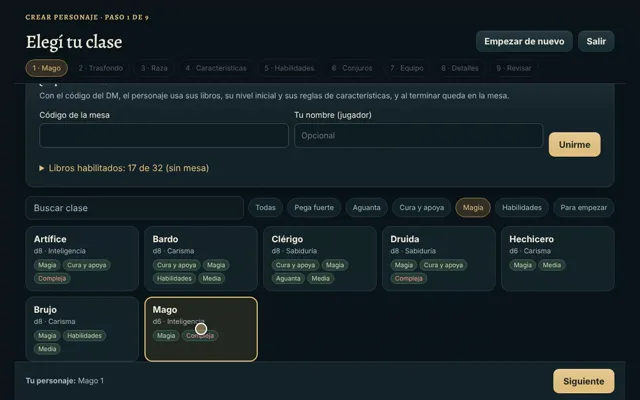 CREAR PERSONAJE · PASO 1 DE 9
Elegí tu clase
Empezar de nuevo
Salir
1 · Mago
2 · Trasfondo
3 · Raza
4 · Características
5 · Habilidades
6 · Conjuros
7 · Equipo
8 · Detalles
9 · Revisar
Con el código del DM, el personaje usa sus libros, su nivel inicial y sus reglas de características, y al terminar queda en la mesa.
Código de la mesa
Tu nombre (jugador)
Opcional
Unirme
Libros habilitados: 17 de 32 (sin mesa)
Buscar clase
Todas
Pega fuerte
Aguanta
Cura y apoya
Magia
Habilidades
Para empezar
Artífice
d8 · Inteligencia
Magia
Cura y apoya
Compleja
Bardo
d8 · Carisma
Cura y apoya
Magia
Habilidades
Media
Clérigo
d8 · Sabiduría
Cura y apoya
Magia
Aguanta
Media
Druida
d8 · Sabiduría
Magia
Cura y apoya
Compleja
Hechicero
d6 · Carisma
Magia
Media
Brujo
d8 · Carisma
Magia
Habilidades
Media
Mago
d6 · Inteligencia
Magia
Compleja
Tu personaje: Mago 1
Siguiente